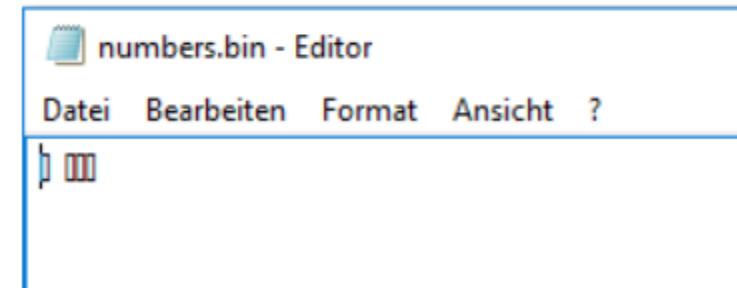 numbers.bin - Editor
Datei Bearbeiten Format Ansicht ?